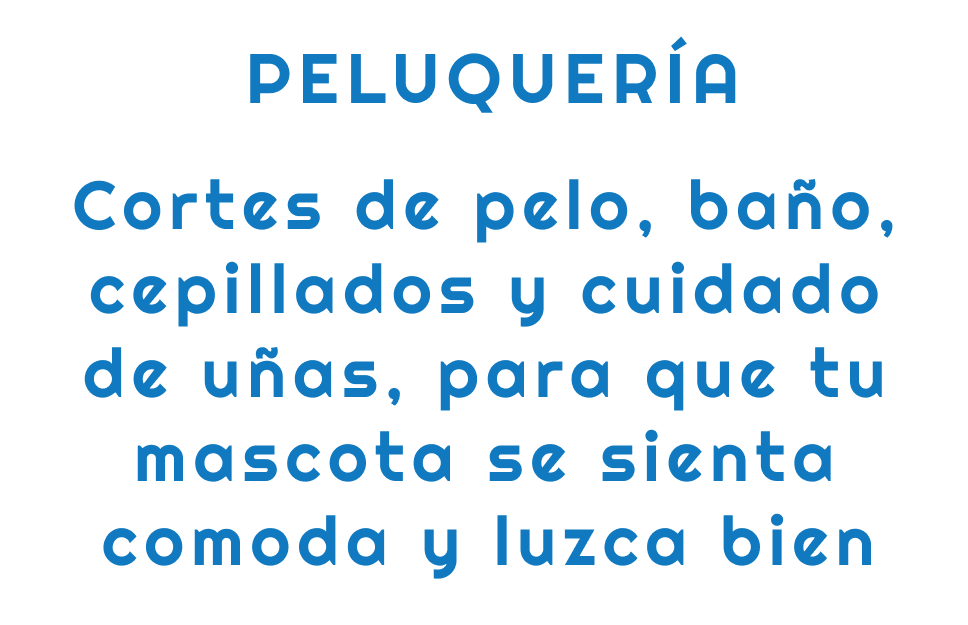 PELUQUERÍA
Cortes de pelo, baño,
cepillados y cuidado
de uñas, para que tu
mascota se sienta
comoda y luzca bien